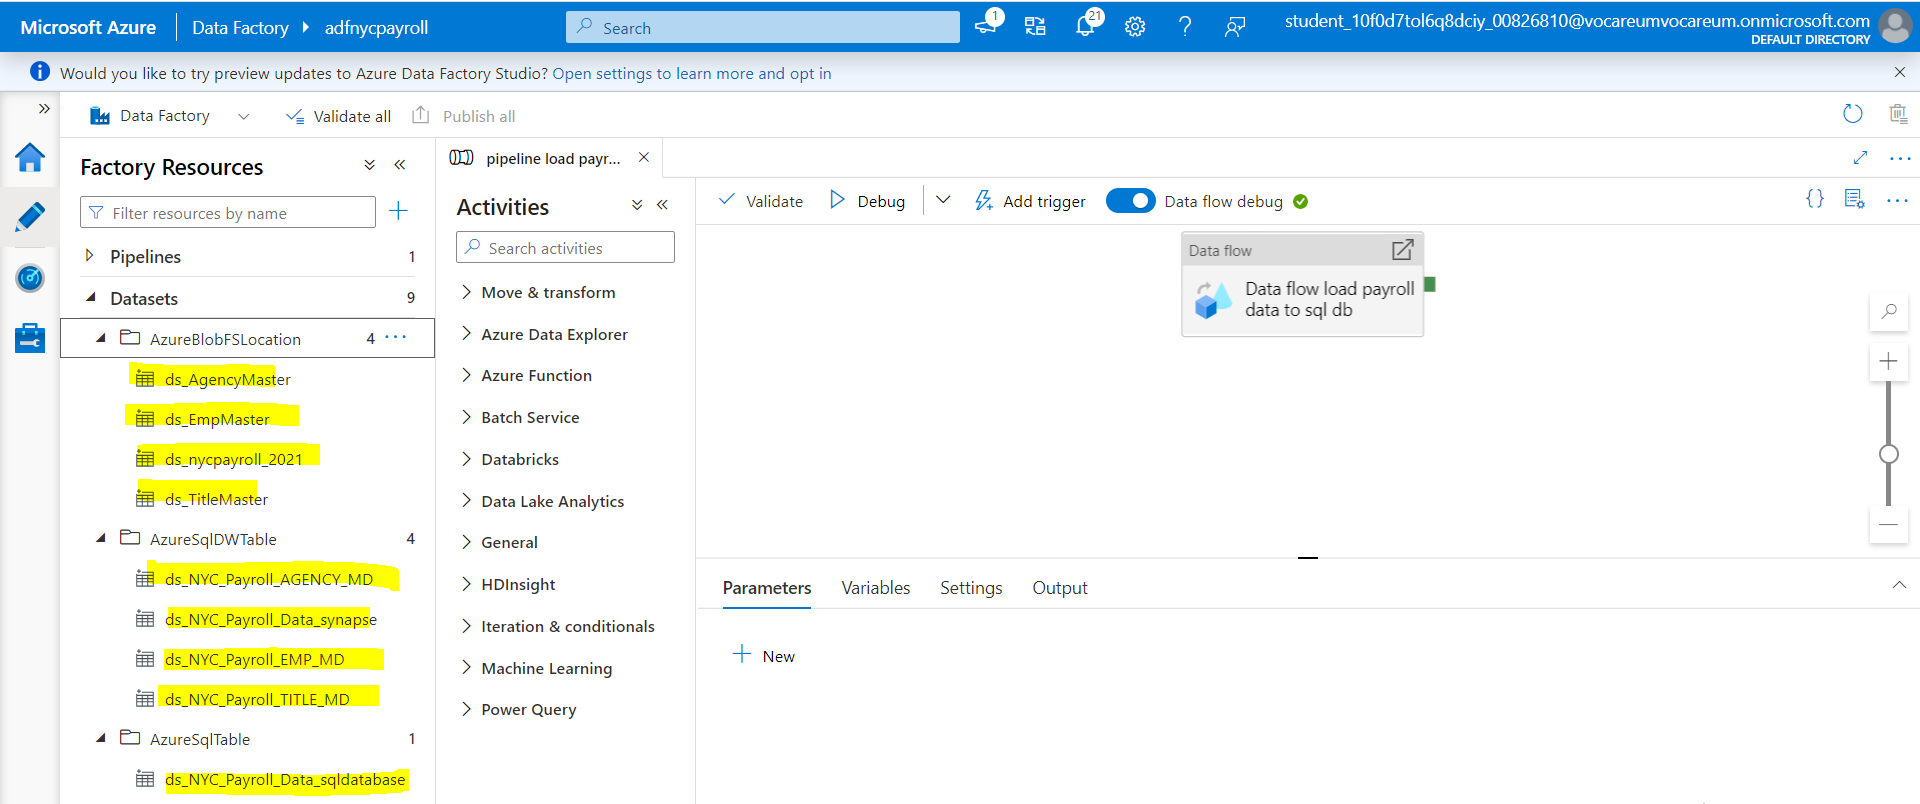 Microsoft Azure
Data Factory
adfnycpayroll
Search
1
21
student_10f0d7tol6q8dciy_00826810@vocareumvocareum.onmicrosoft.com
DEFAULT DIRECTORY
Would you like to try preview updates to Azure Data Factory Studio? Open settings to learn more and opt in
Data Factory
Validate all
Publish all
Factory Resources
Filter resources by name
Pipelines 1
Datasets 9
AzureBlobFSLocation 4
ds_AgencyMaster
ds_EmpMaster
ds_nycpayroll_2021
ds_TitleMaster
AzureSqlDWTable 4
ds_NYC_Payroll_AGENCY_MD
ds_NYC_Payroll_Data_synapse
ds_NYC_Payroll_EMP_MD
ds_NYC_Payroll_TITLE_MD
AzureSqlTable 1
ds_NYC_Payroll_Data_sqldatabase
pipeline load payr...
Activities
Search activities
Move & transform
Azure Data Explorer
Azure Function
Batch Service
Databricks
Data Lake Analytics
General
HDInsight
Iteration & conditionals
Machine Learning
Power Query
Validate
Debug
Add trigger
Data flow debug
Data flow
Data flow load payroll
data to sql db
Parameters
Variables
Settings
Output
New